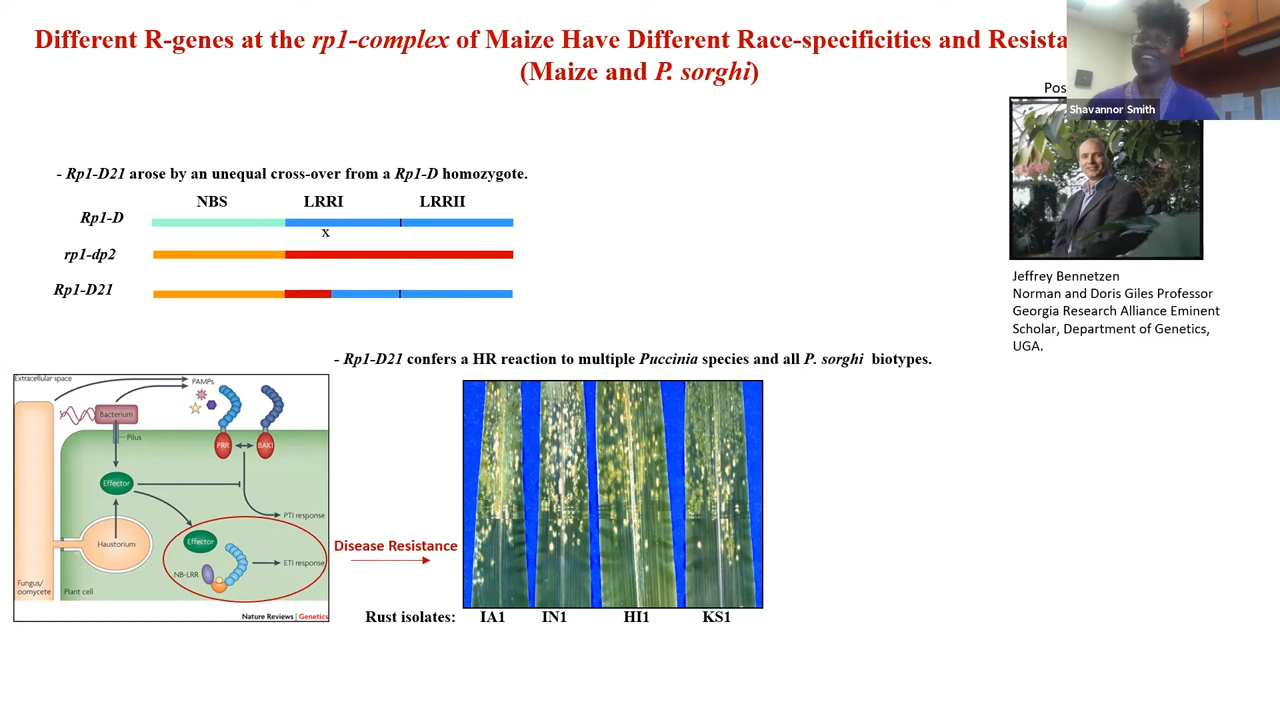 Different R-genes at the rp1-complex of Maize Have Different Race-specificities and Resista
(Maize and P. sorghi)
Pos
Shavannor Smith
- Rp1-D21 arose by an unequal cross-over from a Rp1-D homozygote.
NBS LRRI LRRII
Rp1-D
x
rp1-dp2
Rp1-D21
Jeffrey Bennetzen
Norman and Doris Giles Professor
Georgia Research Alliance Eminent
Scholar, Department of Genetics,
UGA.
- Rp1-D21 confers a HR reaction to multiple Puccinia species and all P. sorghi biotypes.
Extracellular space
PAMPs
Bacterium
Pilus
PRR
BAK1
Effector
PTI response
Effector
Haustorium
ETI response
NB-LRR
Fungus/
oomycete
Plant cell
Nature Reviews | Genetics
Disease Resistance
Rust isolates: IA1 IN1 HI1 KS1